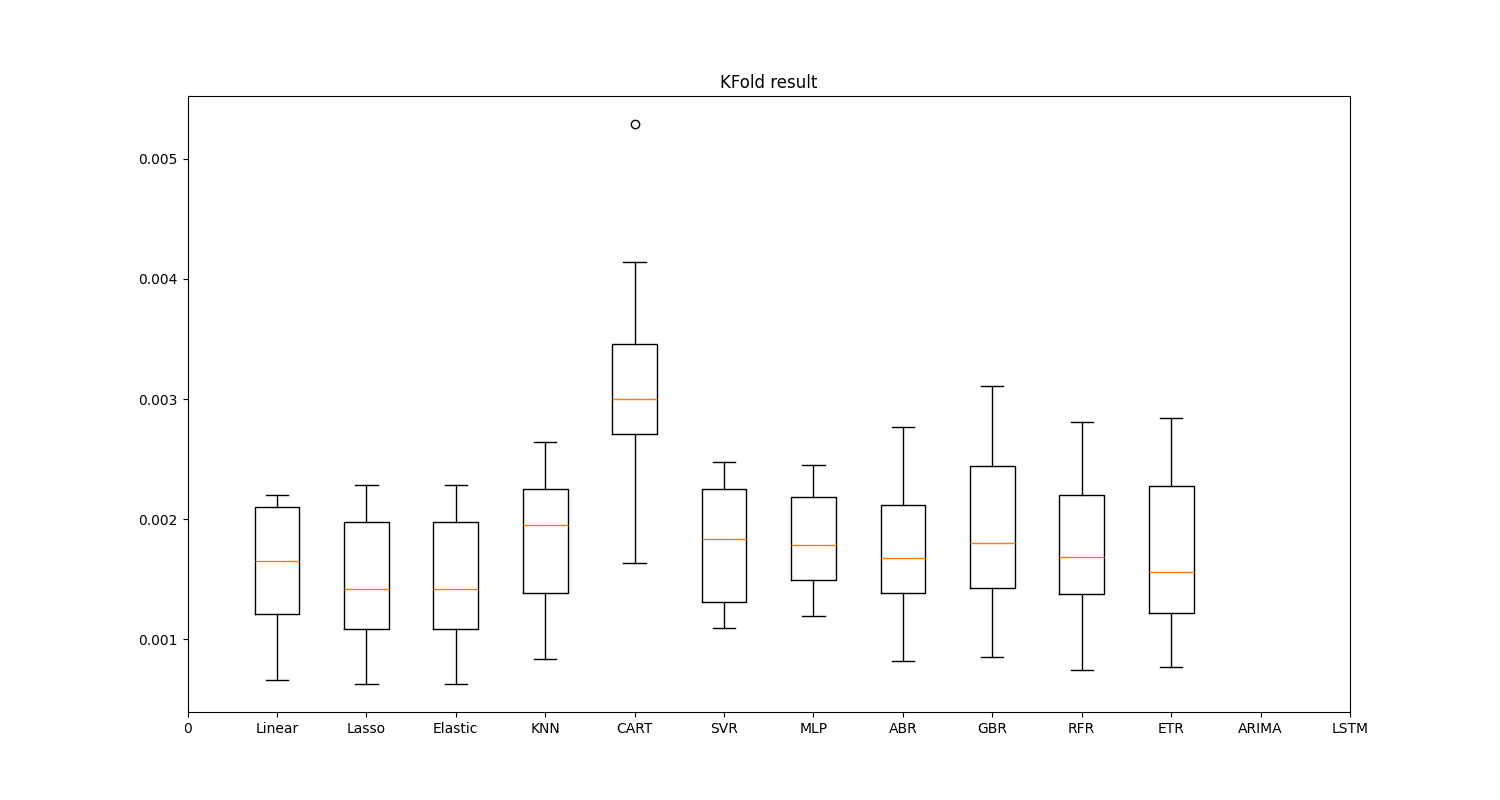 KFold result
0.005
0.004
0.003
0.002
0.001
0 Linear Lasso Elastic KNN CART SVR MLP ABR GBR RFR ETR ARIMA LSTM